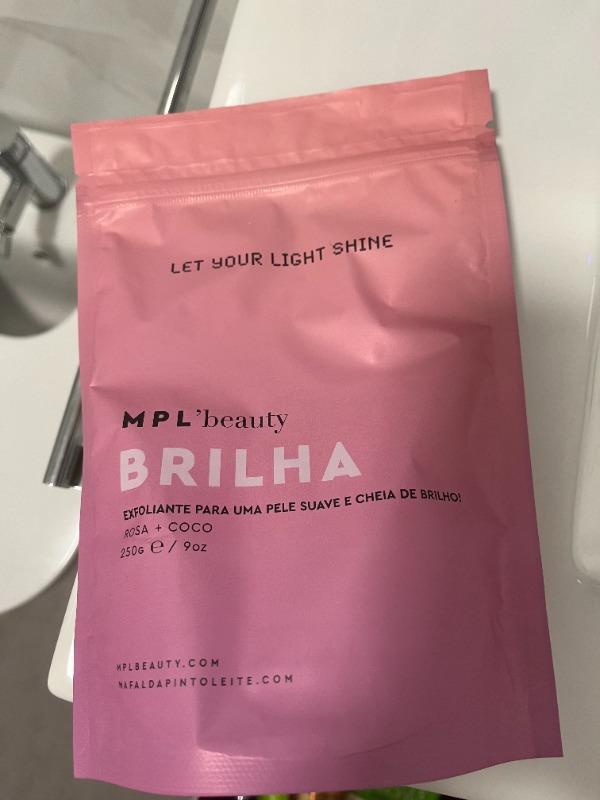 LET YOUR LIGHT SHINE
MPL'beauty
BRILHA
EXFOLIANTE PARA UMA PELE SUAVE E CHEIA DE BRILHO!
ROSA + COCO
250G ℮ / 9OZ
MPLBEAUTY.COM
MAFALDAPINTOLEITE.COM